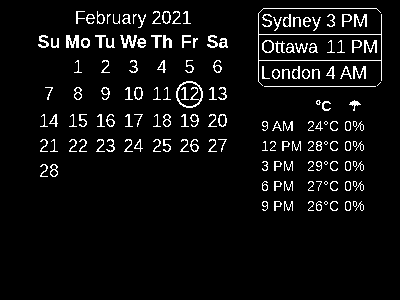 February 2021
Su Mo Tu We Th Fr Sa
1 2 3 4 5 6
7 8 9 10 11 12 13
14 15 16 17 18 19 20
21 22 23 24 25 26 27
28
Sydney 3 PM
Ottawa 11 PM
London 4 AM
°C ☂
9 AM 24°C 0%
12 PM 28°C 0%
3 PM 29°C 0%
6 PM 27°C 0%
9 PM 26°C 0%